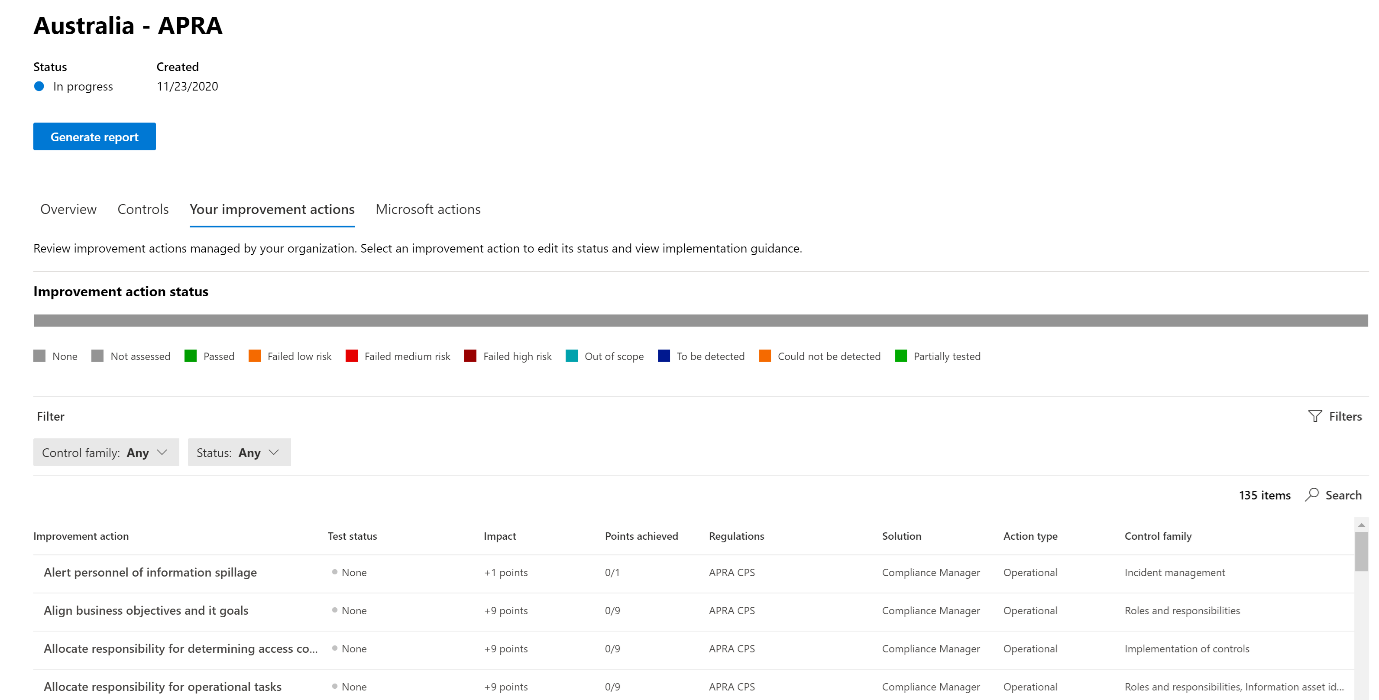 Australia - APRA
Status Created
In progress 11/23/2020
Generate report
Overview Controls Your improvement actions Microsoft actions
Review improvement actions managed by your organization. Select an improvement action to edit its status and view implementation guidance.
Improvement action status
None Not assessed Passed Failed low risk Failed medium risk Failed high risk Out of scope To be detected Could not be detected Partially tested
Filter Filters
Control family: Any Status: Any
135 items Search
Improvement action Test status Impact Points achieved Regulations Solution Action type Control family
Alert personnel of information spillage None +1 points 0/1 APRA CPS Compliance Manager Operational Incident management
Align business objectives and it goals None +9 points 0/9 APRA CPS Compliance Manager Operational Roles and responsibilities
Allocate responsibility for determining access co... None +9 points 0/9 APRA CPS Compliance Manager Operational Implementation of controls
Allocate responsibility for operational tasks None +9 points 0/9 APRA CPS Compliance Manager Operational Roles and responsibilities, Information asset id...